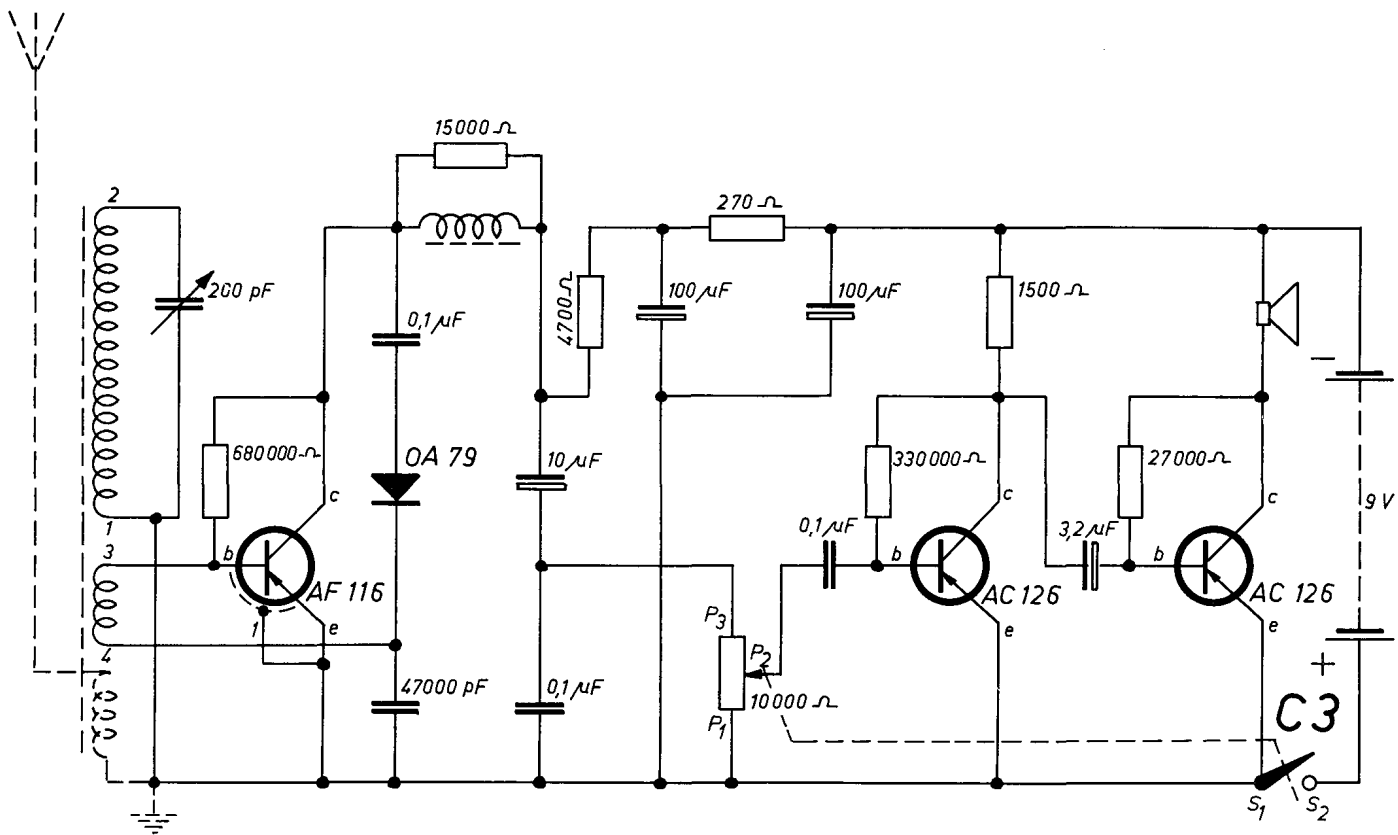 15000 Ω
2
270 Ω
200 pF
0,1 µF
4700 Ω
100 µF
100 µF
1500 Ω
−
680000 Ω
OA 79
10 µF
330000 Ω
27000 Ω
c
c
c
9 V
1
3
b
0,1 µF
b
3,2 µF
b
AF 116
AC 126
AC 126
1
e
P3
e
e
4
P2
+
47000 pF
0,1 µF
10000 Ω
P1
C3
S1
S2